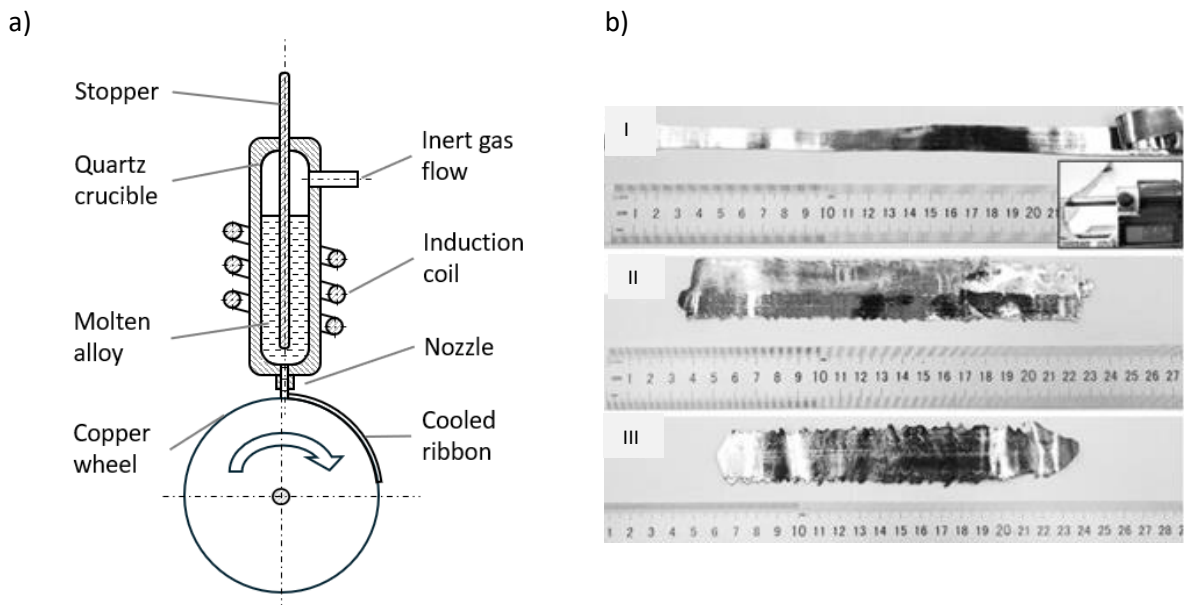 a)
b)
Stopper
Quartz
crucible
Inert gas
flow
Induction
coil
Molten
alloy
Nozzle
Copper
wheel
Cooled
ribbon
I
1 2 3 4 5 6 7 8 9 10 11 12 13 14 15 16 17 18 19 20 21
II
1 2 3 4 5 6 7 8 9 10 11 12 13 14 15 16 17 18 19 20 21 22 23 24 25 26 27
III
1 2 3 4 5 6 7 8 9 10 11 12 13 14 15 16 17 18 19 20 21 22 23 24 25 26 27 28